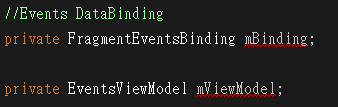 //Events DataBinding
private FragmentEventsBinding mBinding;
private EventsViewModel mViewModel;